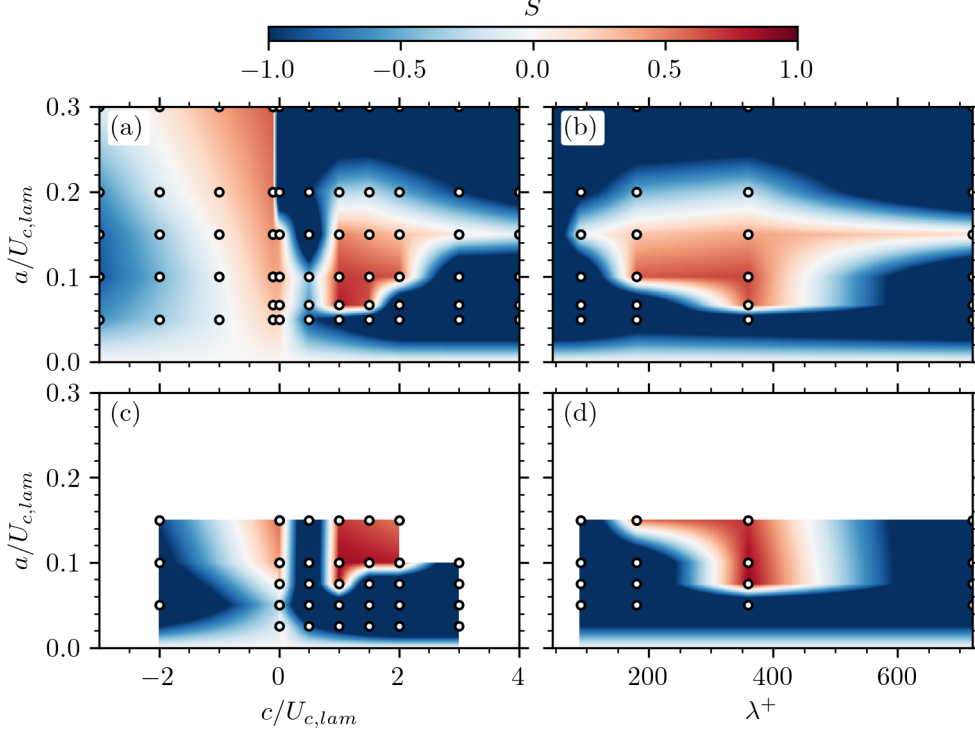 S
−1.0 −0.5 0.0 0.5 1.0
(a) (b)
0.3
0.2
0.1
0.0
a/U_{c,lam}
(c) (d)
0.3
0.2
0.1
0.0
a/U_{c,lam}
−2 0 2 4 200 400 600
c/U_{c,lam} λ^+